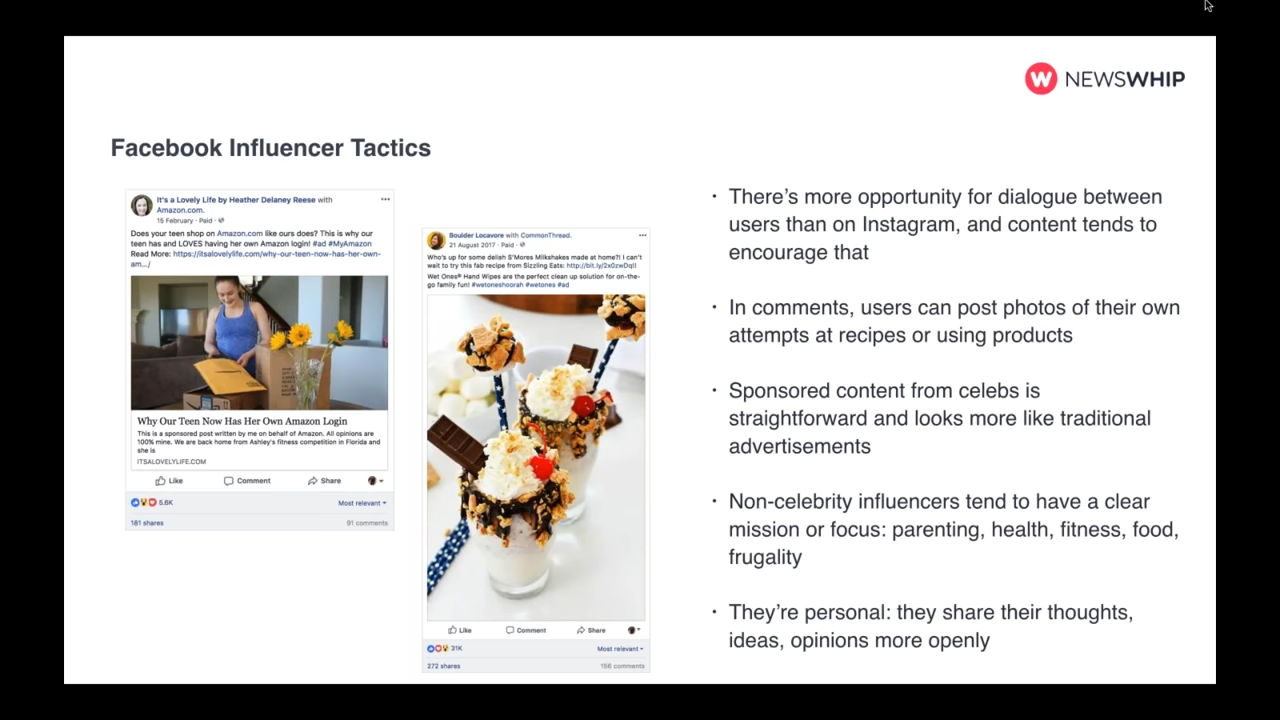 NEWSWHIP
Facebook Influencer Tactics
It's a Lovely Life by Heather Delaney Reese with
Amazon.com.
15 February · Paid ·
Does your teen shop on Amazon.com like ours does? This is why our
teen has and LOVES having her own Amazon login! #ad #MyAmazon
Read More: https://itsalovelylife.com/why-our-teen-now-has-her-own-
am.../
Why Our Teen Now Has Her Own Amazon Login
This is a sponsored post written by me on behalf of Amazon. All opinions are
100% mine. We are back home from Ashley's fitness competition in Florida and
she is
ITSALOVELYLIFE.COM
Like Comment Share
5.6K Most relevant
181 shares 91 comments
Boulder Locavore with CommonThread.
21 August 2017 · Paid ·
Who's up for some delish S'Mores Milkshakes made at home?! I can't
wait to try this fab recipe from Sizzling Eats: http://bit.ly/2x0zwDq!!
Wet Ones® Hand Wipes are the perfect clean up solution for on-the-
go family fun! #wetoneshoorah #wetones #ad
Like Comment Share
31K Most relevant
272 shares 156 comments
· There's more opportunity for dialogue between
users than on Instagram, and content tends to
encourage that
· In comments, users can post photos of their own
attempts at recipes or using products
· Sponsored content from celebs is
straightforward and looks more like traditional
advertisements
· Non-celebrity influencers tend to have a clear
mission or focus: parenting, health, fitness, food,
frugality
· They're personal: they share their thoughts,
ideas, opinions more openly